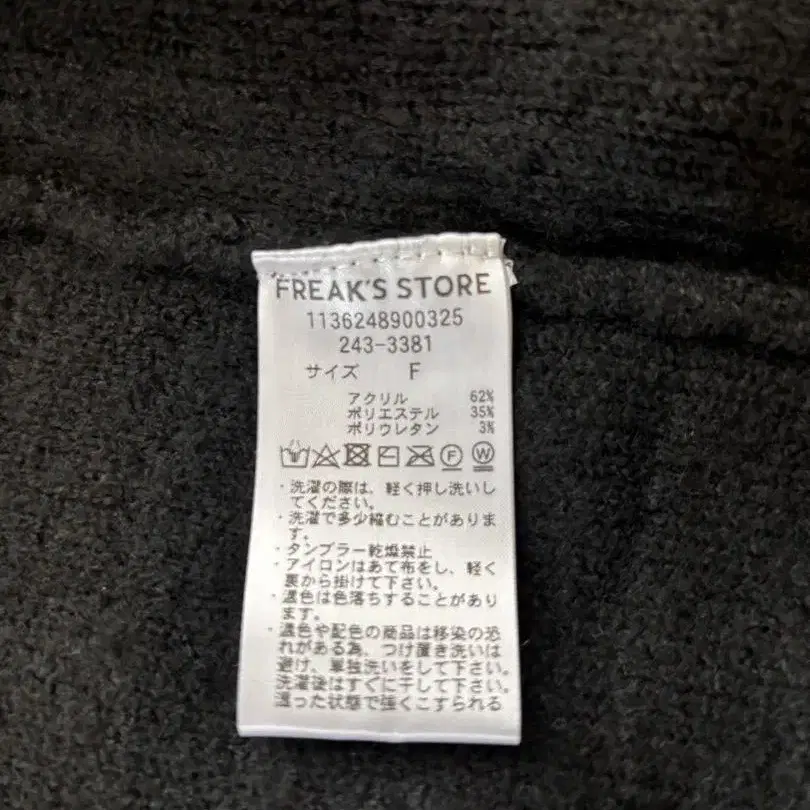 FREAK'S STORE
1136248900325
243-3381
サイズ F
アクリル 62%
ポリエステル 35%
ポリウレタン 3%
F W
・洗濯の際は、軽く押し洗いし
てください。
・洗濯で多少縮むことがありま
す。
・タンブラー乾燥禁止
・アイロンはあて布をし、軽く
裏から掛けて下さい。
・濃色は色落ちすることがあり
ます。
・濃色や配色の商品は移染の恐
れがある為、つけ置き洗いは
避け、単独洗いをして下さい。
洗濯後はすぐに干して下さい。
湿った状態で強くこすられる